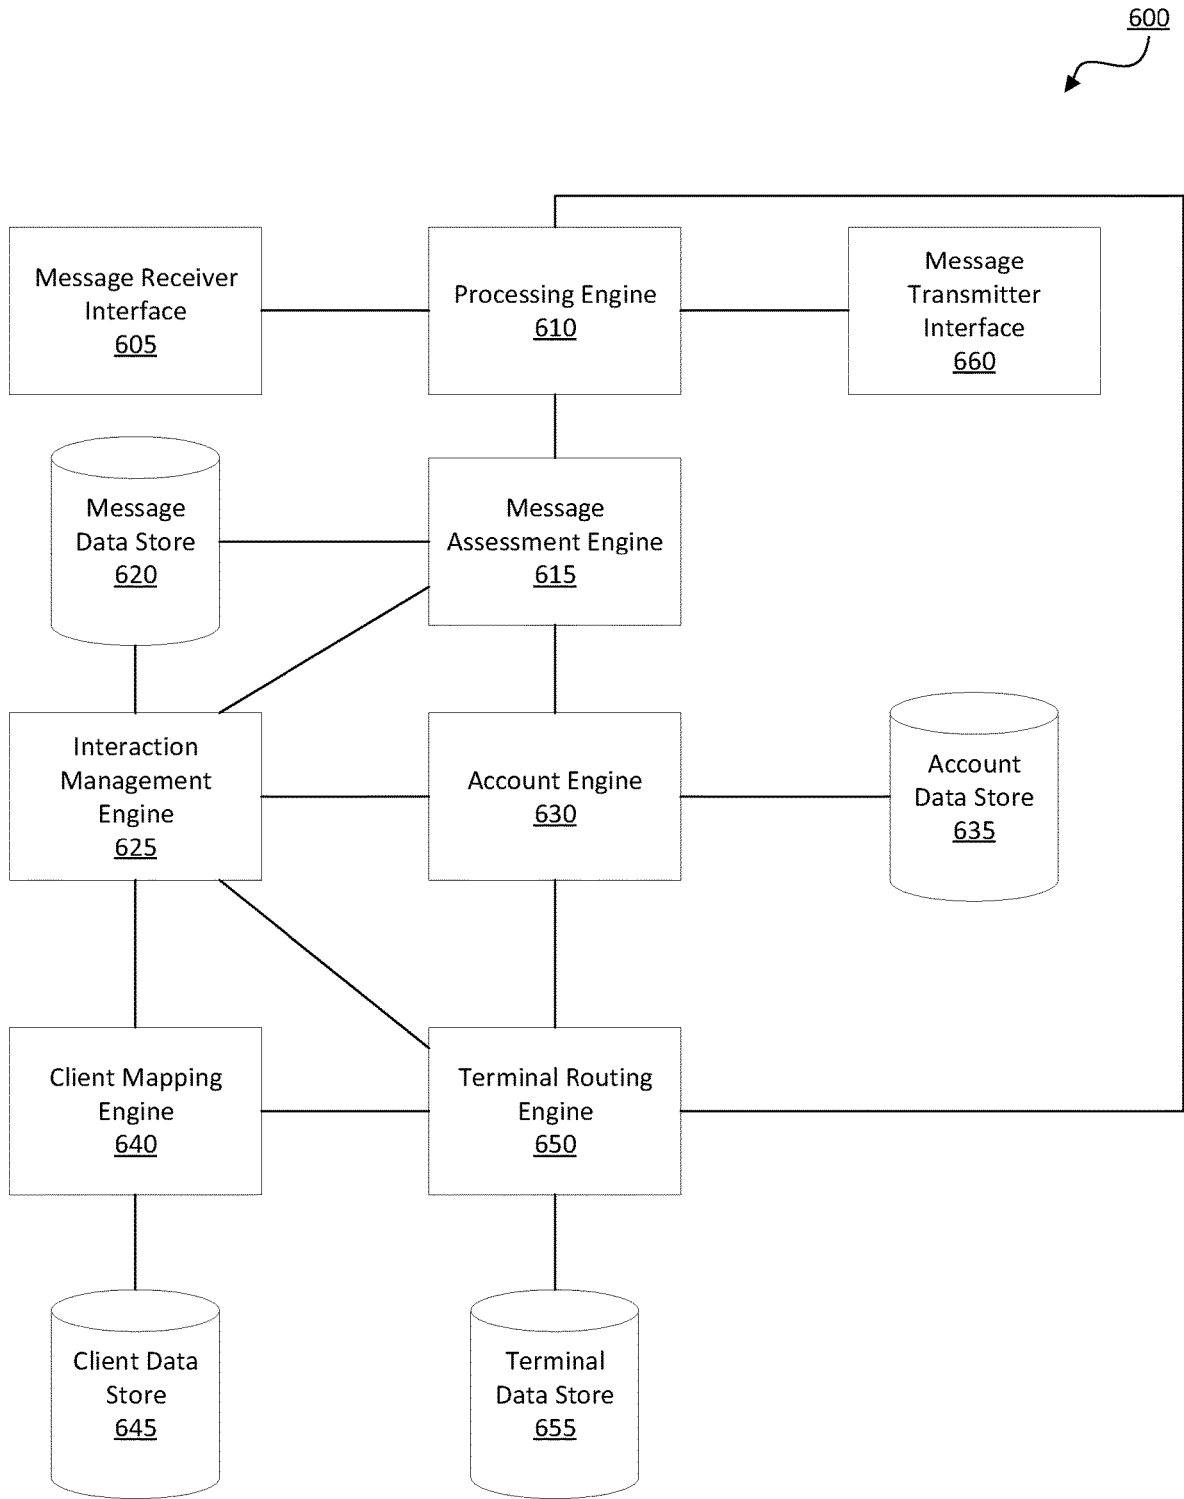 600
Message Receiver
Interface
605
Processing Engine
610
Message
Transmitter
Interface
660
Message
Data Store
620
Message
Assessment Engine
615
Interaction
Management
Engine
625
Account Engine
630
Account
Data Store
635
Client Mapping
Engine
640
Terminal Routing
Engine
650
Client Data
Store
645
Terminal
Data Store
655